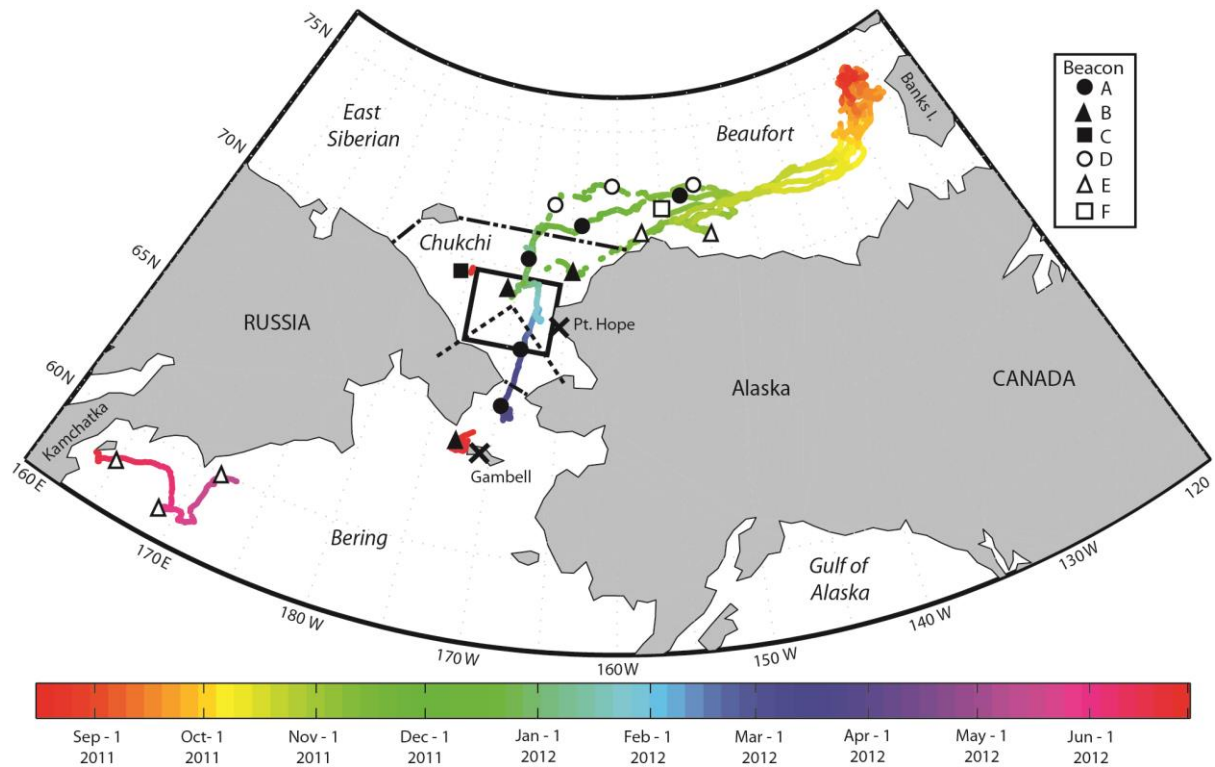 75N
70N
65N
60N
160 E
170 E
180 W
170 W
160 W
150 W
140 W
130 W
120
East
Siberian
Beaufort
Banks I.
Chukchi
RUSSIA
Pt. Hope
Alaska
CANADA
Kamchatka
Gambell
Bering
Gulf of
Alaska
Beacon
A
B
C
D
E
F
Sep - 1
2011
Oct - 1
2011
Nov - 1
2011
Dec - 1
2011
Jan - 1
2012
Feb - 1
2012
Mar - 1
2012
Apr - 1
2012
May - 1
2012
Jun - 1
2012